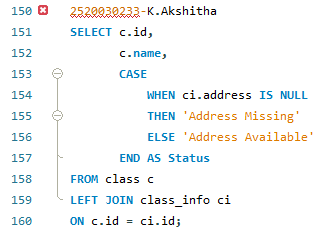 150 2520030233-K.Akshitha
151 SELECT c.id,
152 c.name,
153 CASE
154 WHEN ci.address IS NULL
155 THEN 'Address Missing'
156 ELSE 'Address Available'
157 END AS Status
158 FROM class c
159 LEFT JOIN class_info ci
160 ON c.id = ci.id;